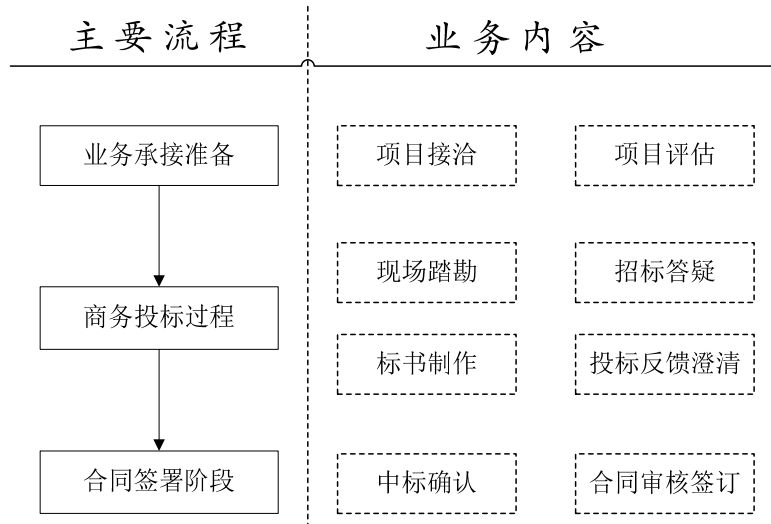 主要流程 业务内容
业务承接准备 项目接洽 项目评估
现场踏勘 招标答疑
商务投标过程
标书制作 投标反馈澄清
合同签署阶段 中标确认 合同审核签订